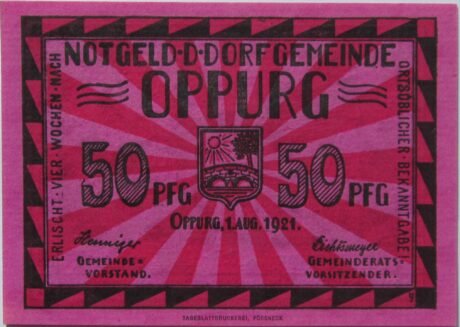 NOTGELD·D·DORFGEMEINDE
OPPURG
ERLISCHT·VIER·WOCHEN·NACH
ORTSÜBLICHER·BEKANNTGABE·
50 PFG
50 PFG
OPPURG, 1. AUG. 1921.
Henniger
GEMEINDE-
VORSTAND.
GEMEINDERATS-
VORSITZENDER.
TAGEBLATTDRUCKEREI, PÖSSNECK